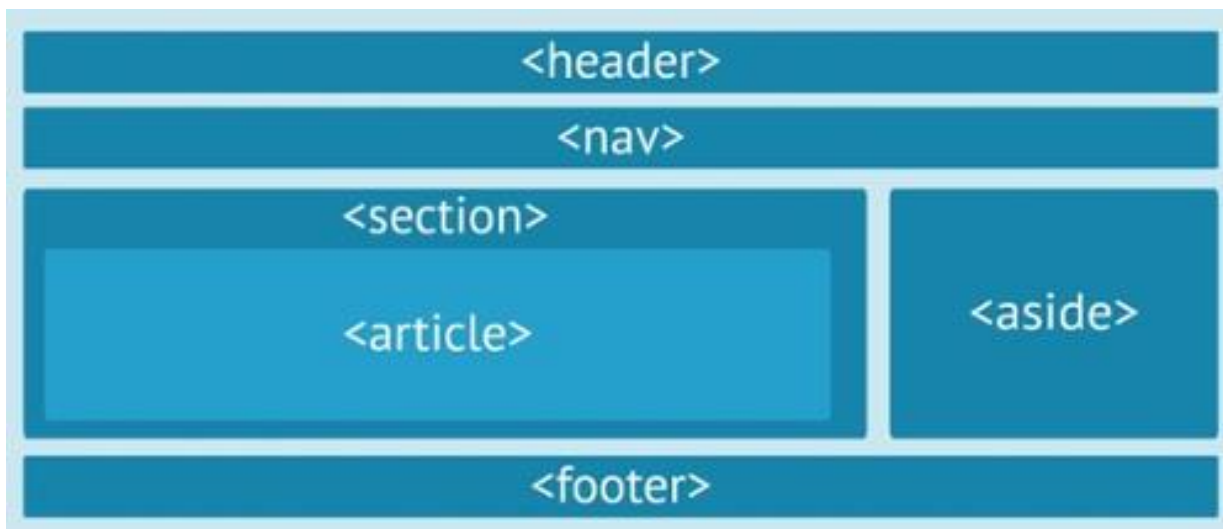 <header>
<nav>
<section>
<article>
<aside>
<footer>